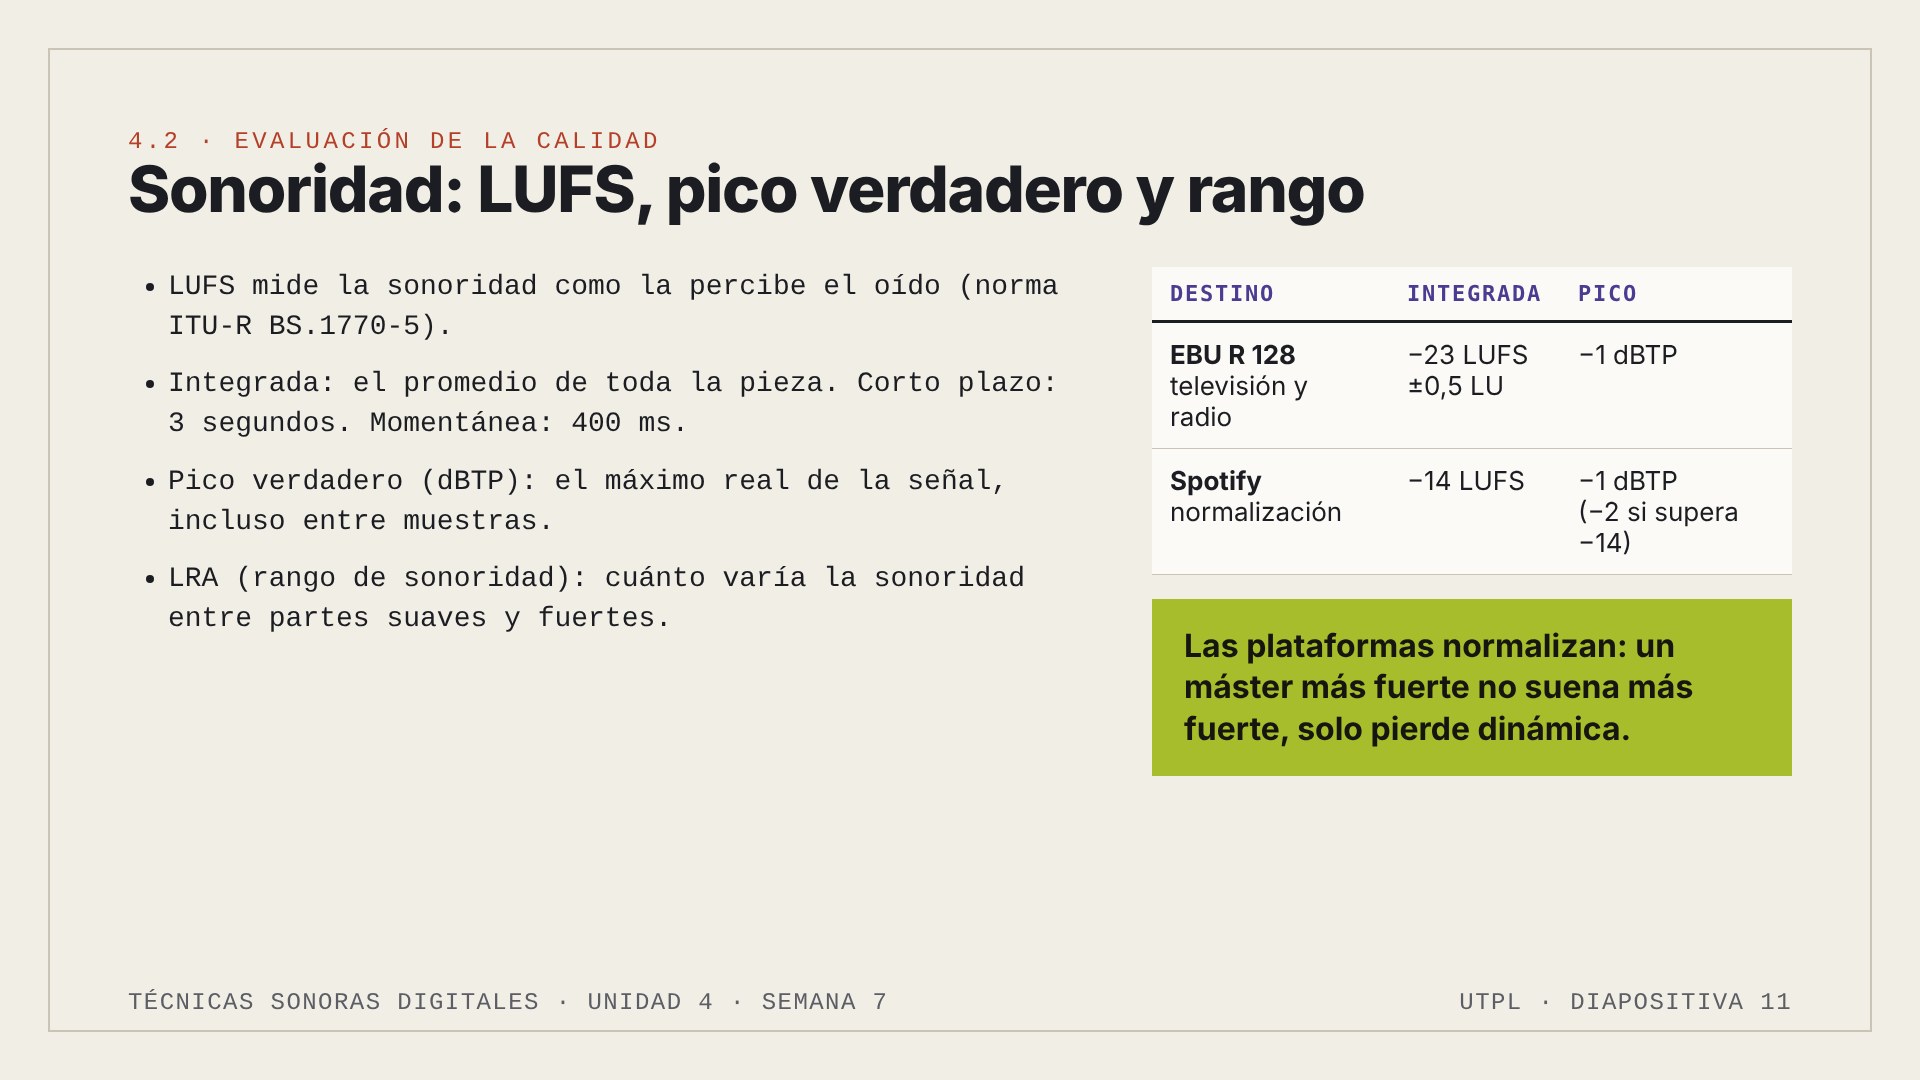 4.2 · EVALUACIÓN DE LA CALIDAD
Sonoridad: LUFS, pico verdadero y rango
• LUFS mide la sonoridad como la percibe el oído (norma
ITU-R BS.1770-5).
• Integrada: el promedio de toda la pieza. Corto plazo:
3 segundos. Momentánea: 400 ms.
• Pico verdadero (dBTP): el máximo real de la señal,
incluso entre muestras.
• LRA (rango de sonoridad): cuánto varía la sonoridad
entre partes suaves y fuertes.
DESTINO INTEGRADA PICO
EBU R 128 −23 LUFS −1 dBTP
televisión y ±0,5 LU
radio
Spotify −14 LUFS −1 dBTP
normalización (−2 si supera
−14)
Las plataformas normalizan: un
máster más fuerte no suena más
fuerte, solo pierde dinámica.
TÉCNICAS SONORAS DIGITALES · UNIDAD 4 · SEMANA 7
UTPL · DIAPOSITIVA 11